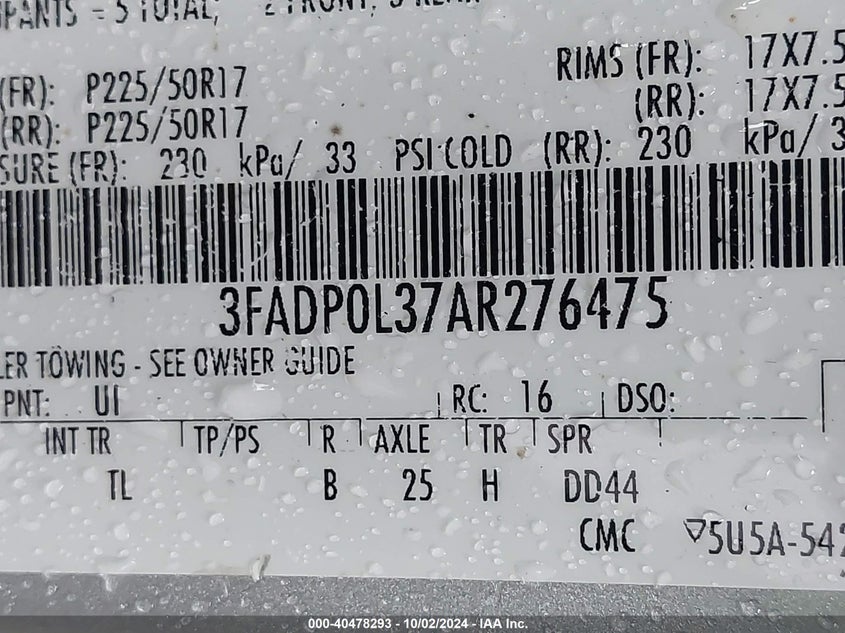 PANTS = 5 TOTAL, 2 FRONT, 3 REAR
RIMS (FR): 17X7.5
(FR): P225/50R17
(RR): 17X7.5
(RR): P225/50R17
SURE (FR): 230 kPa/ 33 PSI COLD (RR): 230 kPa/ 3
3FADP0L37AR276475
LER TOWING - SEE OWNER GUIDE
PNT: UI RC: 16 DSO:
INT TR TP/PS R AXLE TR SPR
TL B 25 H DD44
CMC ▽5U5A-542
000-40478293 - 10/02/2024 - IAA Inc.